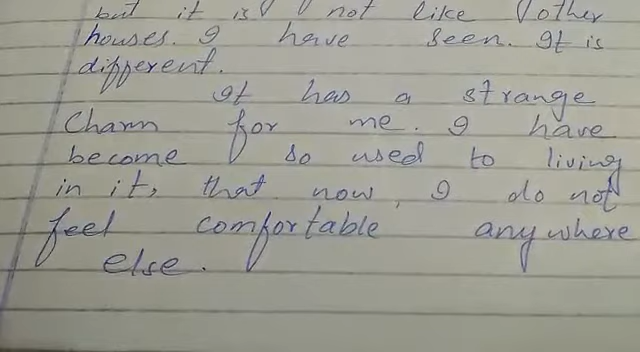 but it is not like other
houses. I have seen. It is
different.
It has a strange
Charm for me. I have
become so used to living
in it, that now, I do not
feel comfortable anywhere
else.